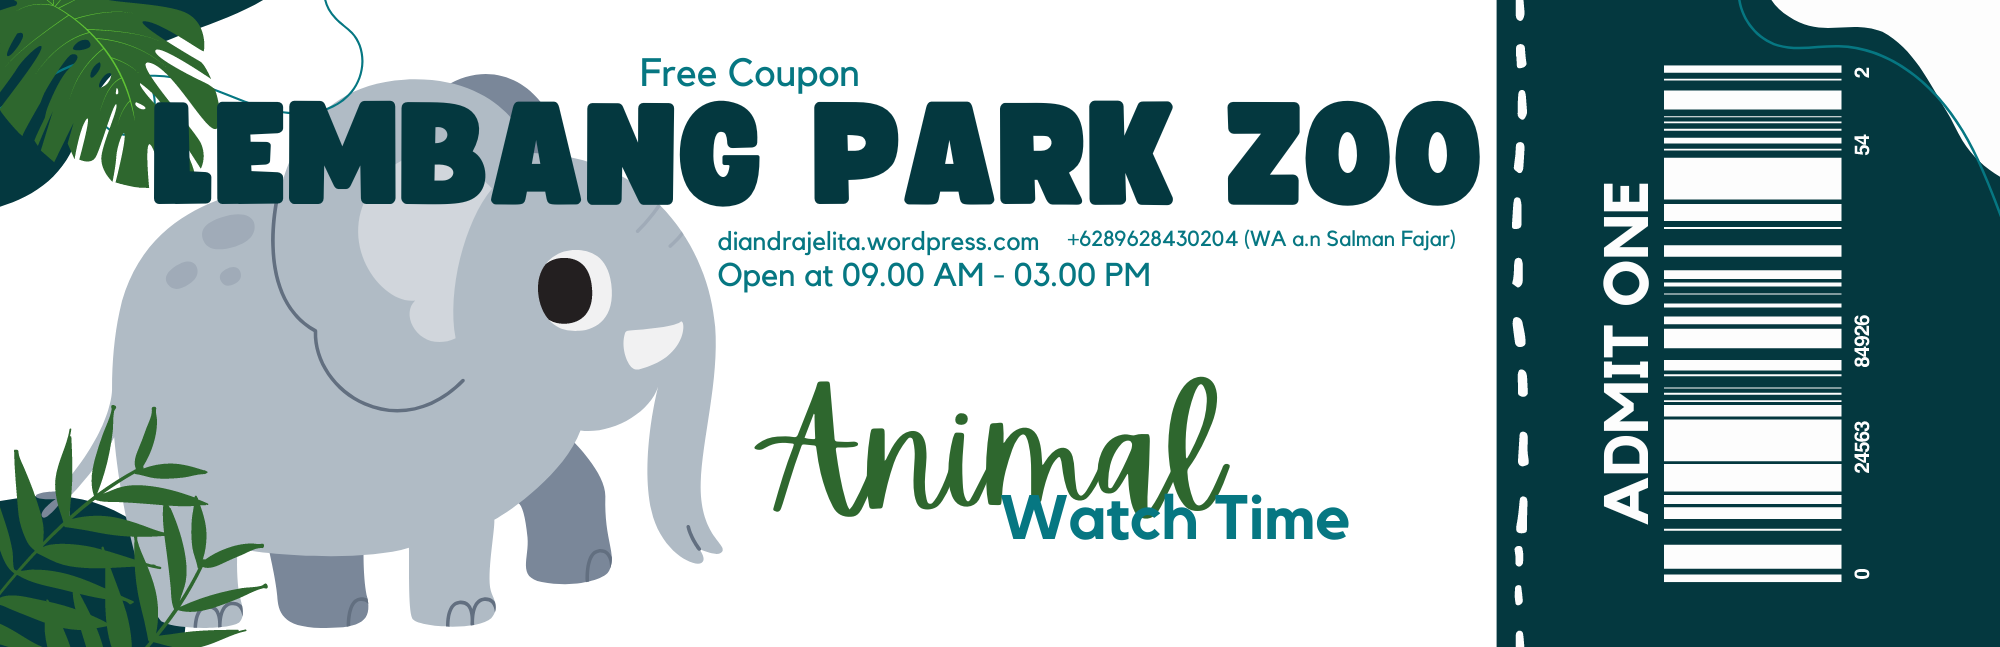 Free Coupon
LEMBANG PARK ZOO
diandrajelita.wordpress.com
+6289628430204 (WA a.n Salman Fajar)
Open at 09.00 AM - 03.00 PM
Animal
Watch Time
ADMIT ONE
0 24563 84926 54 2